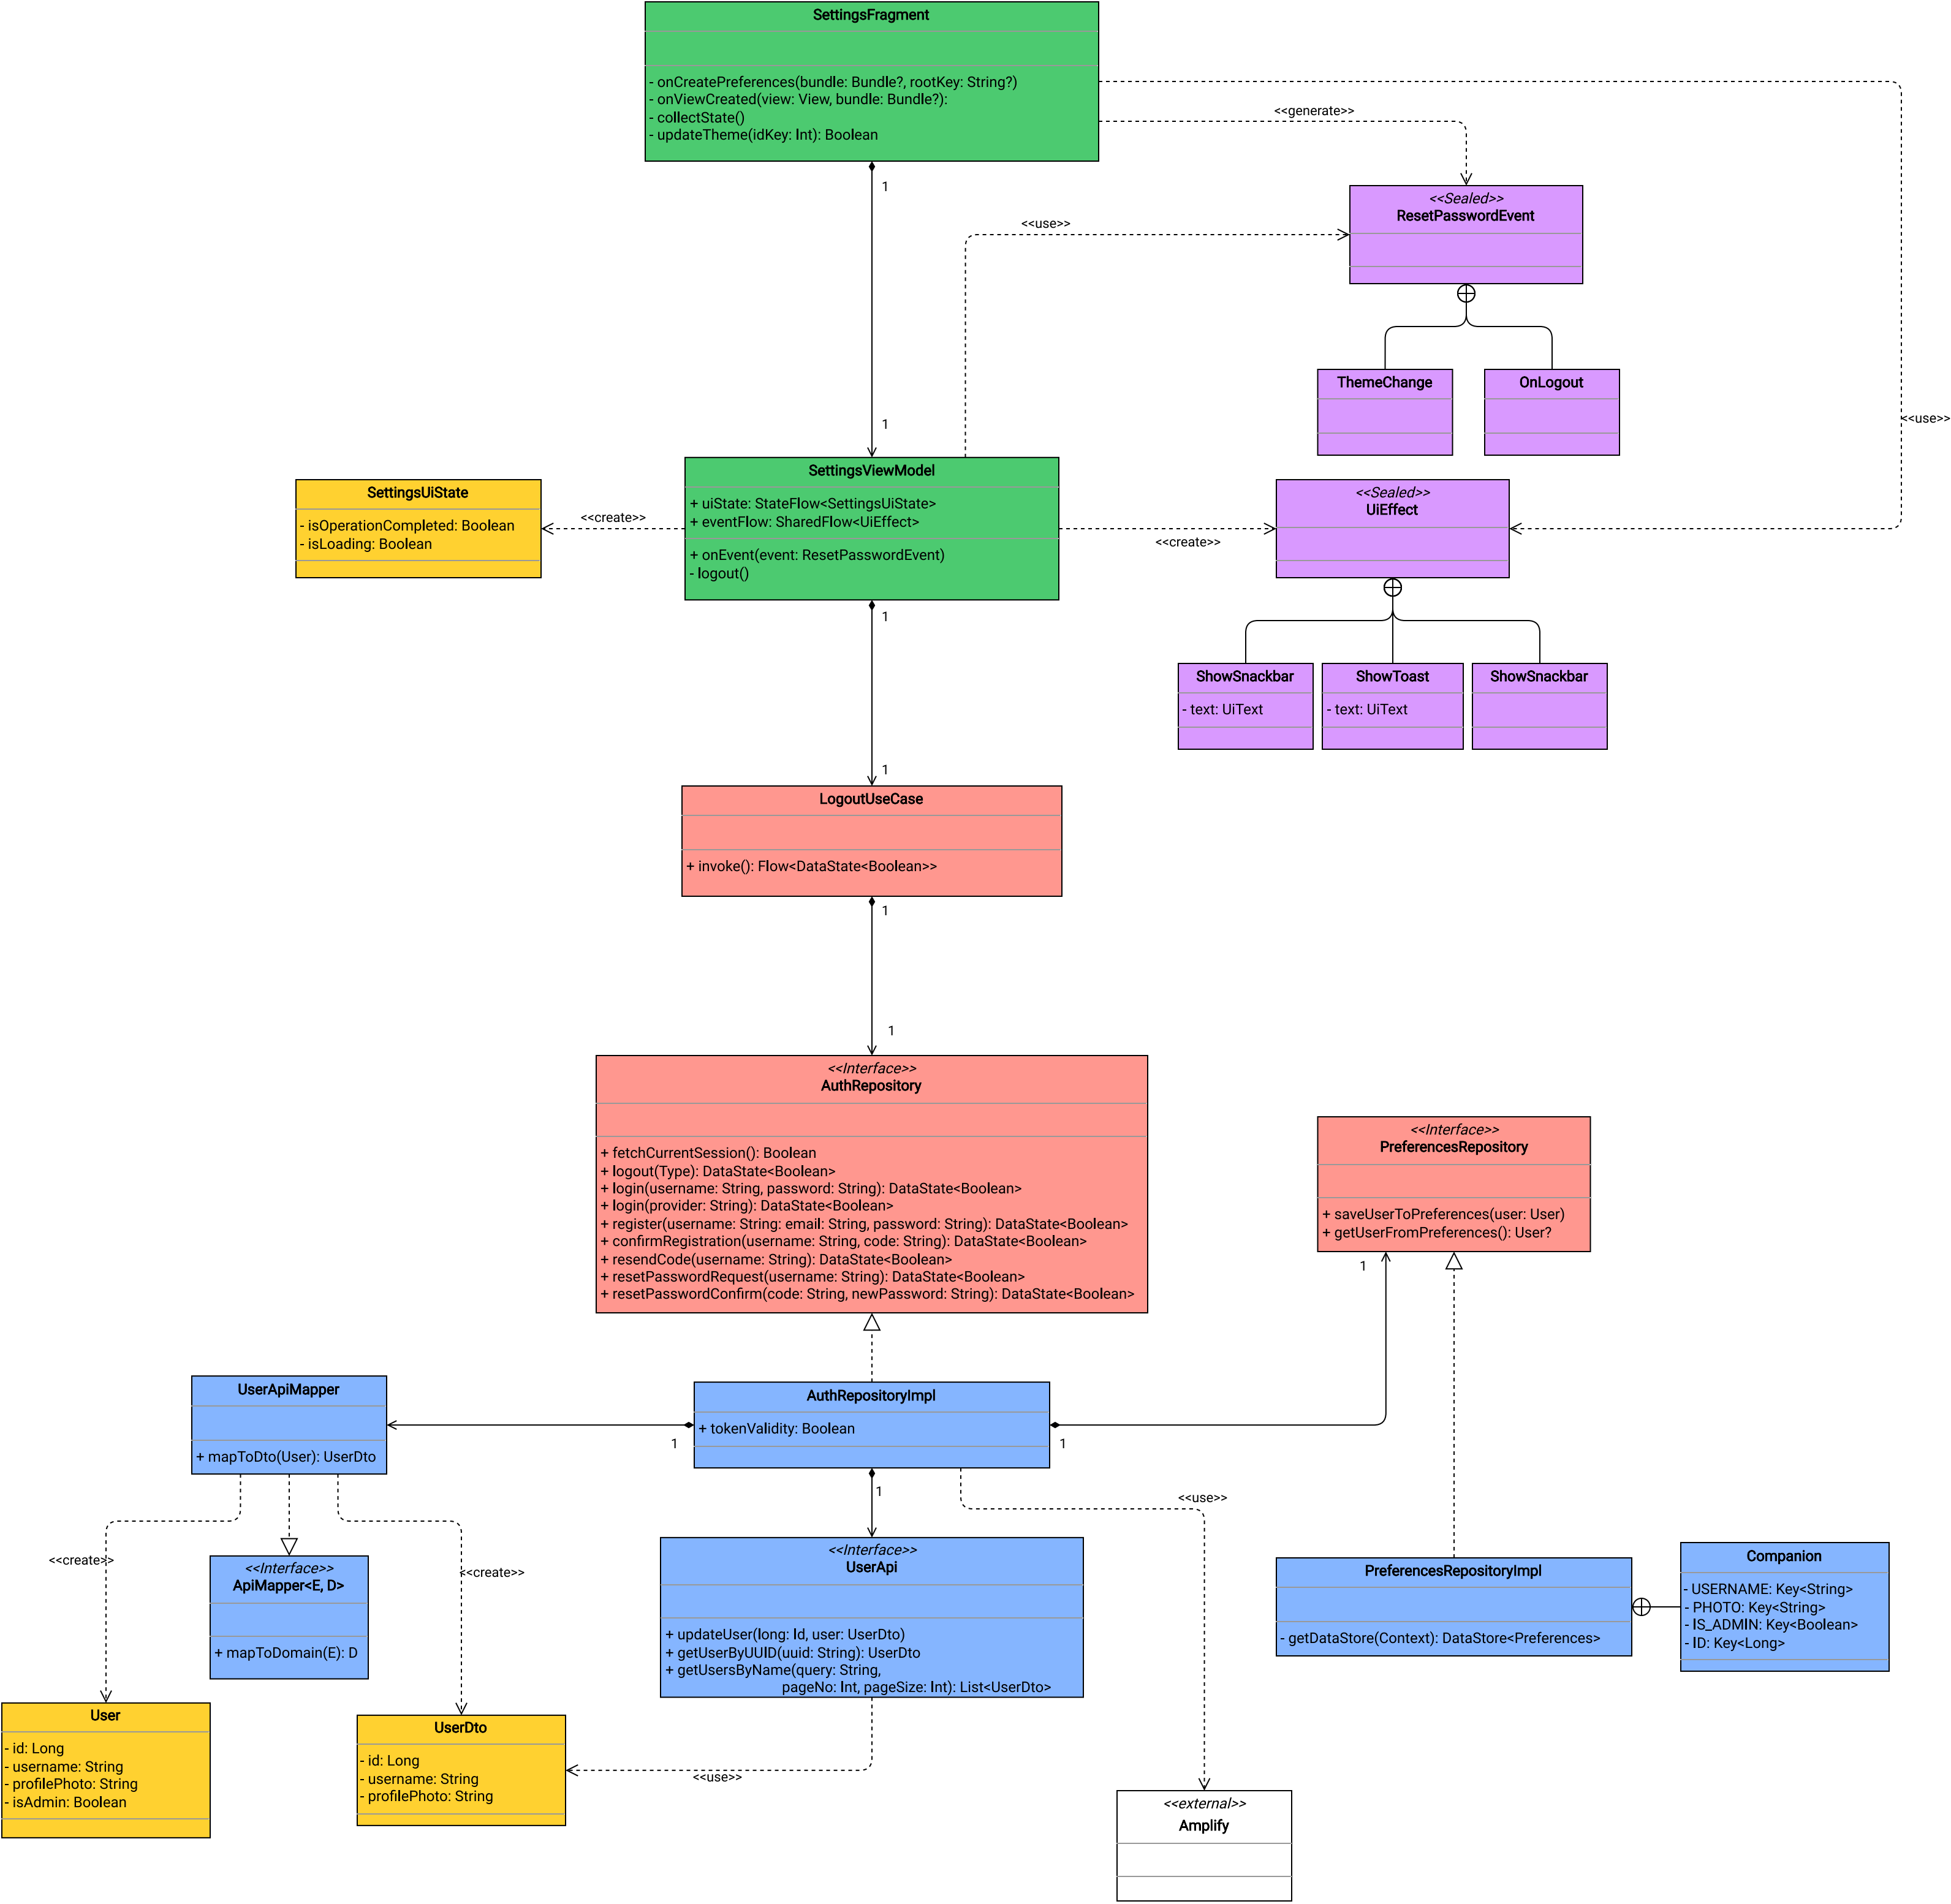 SettingsFragment
- onCreatePreferences(bundle: Bundle?, rootKey: String?)
- onViewCreated(view: View, bundle: Bundle?):
- collectState()
- updateTheme(idKey: Int): Boolean
<<generate>>
1
<<Sealed>>
ResetPasswordEvent
<<use>>
ThemeChange
OnLogout
<<use>>
1
SettingsViewModel
+ uiState: StateFlow<SettingsUiState>
+ eventFlow: SharedFlow<UiEffect>
+ onEvent(event: ResetPasswordEvent)
- logout()
SettingsUiState
- isOperationCompleted: Boolean
- isLoading: Boolean
<<create>>
<<create>>
<<Sealed>>
UiEffect
1
ShowSnackbar
- text: UiText
ShowToast
- text: UiText
ShowSnackbar
1
LogoutUseCase
+ invoke(): Flow<DataState<Boolean>>
1
1
<<Interface>>
AuthRepository
+ fetchCurrentSession(): Boolean
+ logout(Type): DataState<Boolean>
+ login(username: String, password: String): DataState<Boolean>
+ login(provider: String): DataState<Boolean>
+ register(username: String: email: String, password: String): DataState<Boolean>
+ confirmRegistration(username: String, code: String): DataState<Boolean>
+ resendCode(username: String): DataState<Boolean>
+ resetPasswordRequest(username: String): DataState<Boolean>
+ resetPasswordConfirm(code: String, newPassword: String): DataState<Boolean>
<<Interface>>
PreferencesRepository
+ saveUserToPreferences(user: User)
+ getUserFromPreferences(): User?
1
UserApiMapper
+ mapToDto(User): UserDto
1
AuthRepositoryImpl
+ tokenValidity: Boolean
1
1
<<use>>
<<create>>
<<Interface>>
ApiMapper<E, D>
+ mapToDomain(E): D
<<create>>
<<Interface>>
UserApi
+ updateUser(long: Id, user: UserDto)
+ getUserByUUID(uuid: String): UserDto
+ getUsersByName(query: String,
pageNo: Int, pageSize: Int): List<UserDto>
PreferencesRepositoryImpl
- getDataStore(Context): DataStore<Preferences>
Companion
- USERNAME: Key<String>
- PHOTO: Key<String>
- IS_ADMIN: Key<Boolean>
- ID: Key<Long>
User
- id: Long
- username: String
- profilePhoto: String
- isAdmin: Boolean
UserDto
- id: Long
- username: String
- profilePhoto: String
<<use>>
<<external>>
Amplify